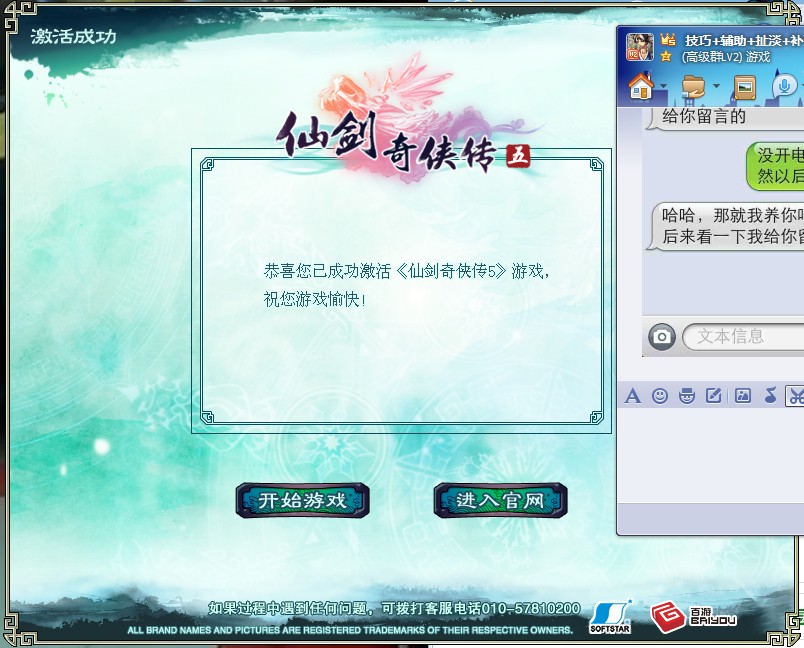 激活成功
仙剑奇侠传 五
恭喜您已成功激活《仙剑奇侠传5》游戏，
祝您游戏愉快！
开始游戏
进入官网
如果过程中遇到任何问题，可拨打客服电话010-57810200
ALL BRAND NAMES AND PICTURES ARE REGISTERED TRADEMARKS OF THEIR RESPECTIVE OWNERS.
SOFTSTAR
百游
BAIYOU
技巧+辅助+扯淡+补
(高级群LV2) 游戏
给你留言的
没开电
然以后
哈哈，那就我养你吧
后来看一下我给你留
文本信息